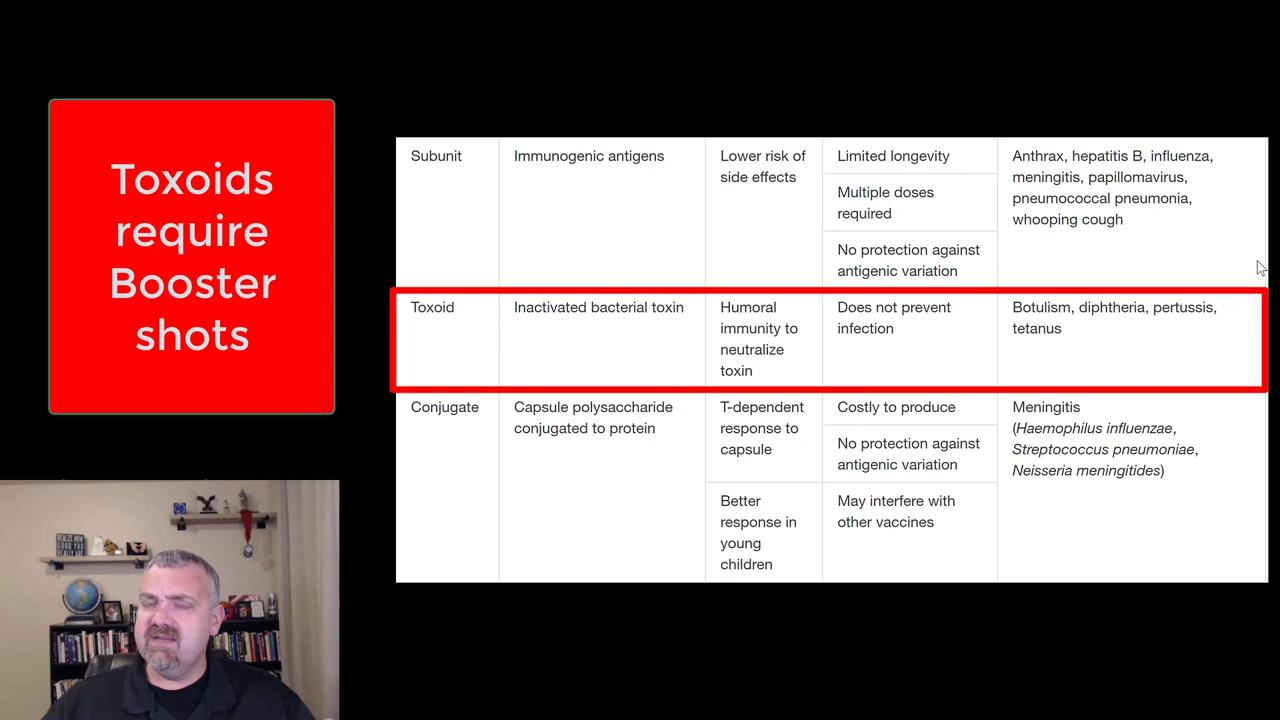 Toxoids
require
Booster
shots
Subunit
Immunogenic antigens
Lower risk of
side effects
Limited longevity
Multiple doses
required
No protection against
antigenic variation
Anthrax, hepatitis B, influenza,
meningitis, papillomavirus,
pneumococcal pneumonia,
whooping cough
Toxoid
Inactivated bacterial toxin
Humoral
immunity to
neutralize
toxin
Does not prevent
infection
Botulism, diphtheria, pertussis,
tetanus
Conjugate
Capsule polysaccharide
conjugated to protein
T-dependent
response to
capsule
Better
response in
young
children
Costly to produce
No protection against
antigenic variation
May interfere with
other vaccines
Meningitis
(Haemophilus influenzae,
Streptococcus pneumoniae,
Neisseria meningitides)